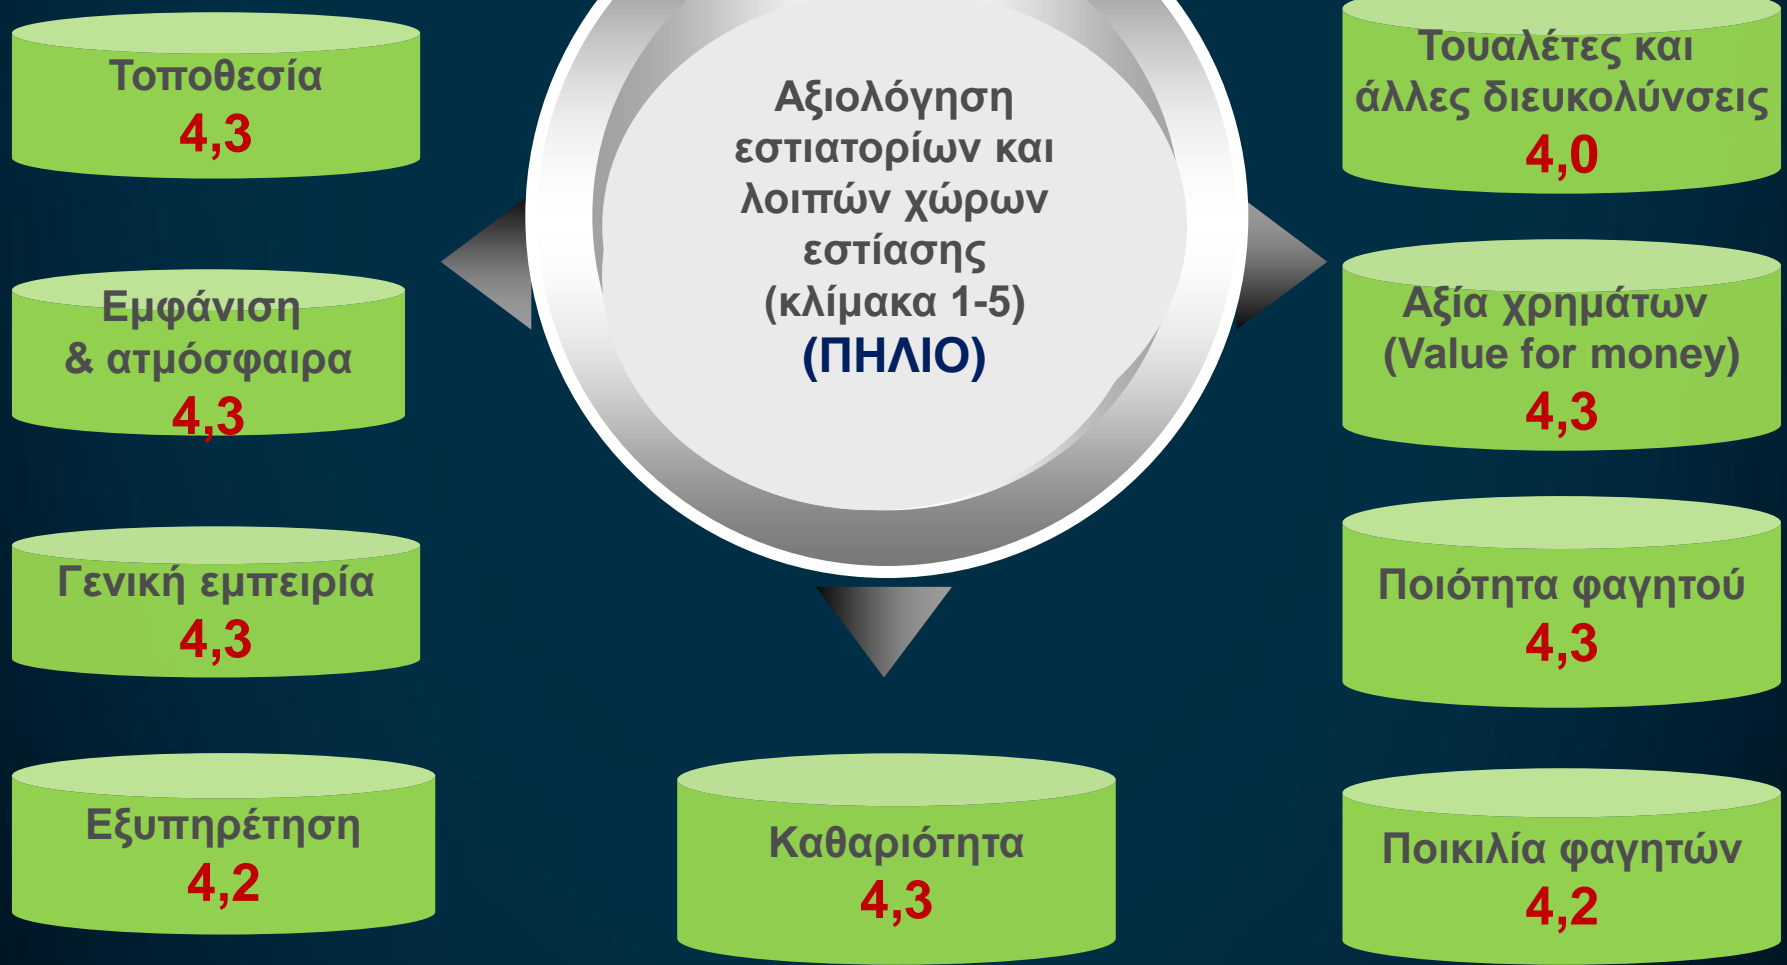 Τοποθεσία
4,3
Εμφάνιση
& ατμόσφαιρα
4,3
Γενική εμπειρία
4,3
Εξυπηρέτηση
4,2
Αξιολόγηση
εστιατορίων και
λοιπών χώρων
εστίασης
(κλίμακα 1-5)
(ΠΗΛΙΟ)
Καθαριότητα
4,3
Τουαλέτες και
άλλες διευκολύνσεις
4,0
Αξία χρημάτων
(Value for money)
4,3
Ποιότητα φαγητού
4,3
Ποικιλία φαγητών
4,2